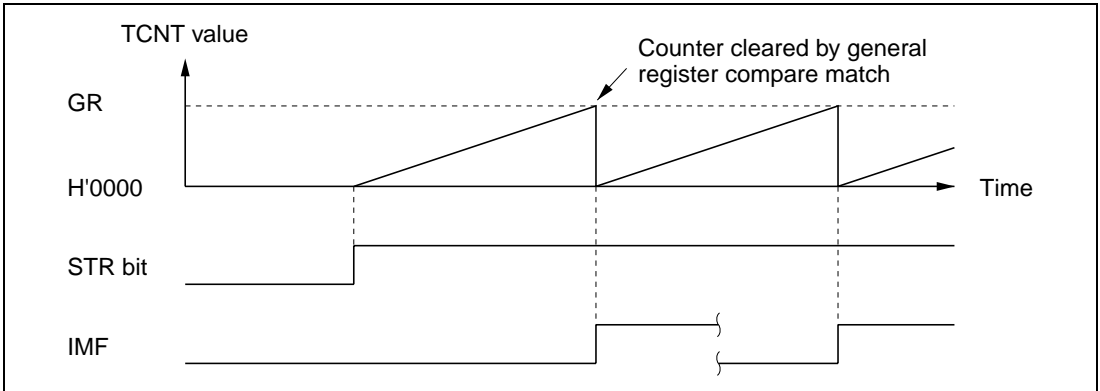 TCNT value
Counter cleared by general
register compare match
GR
H'0000
Time
STR bit
IMF